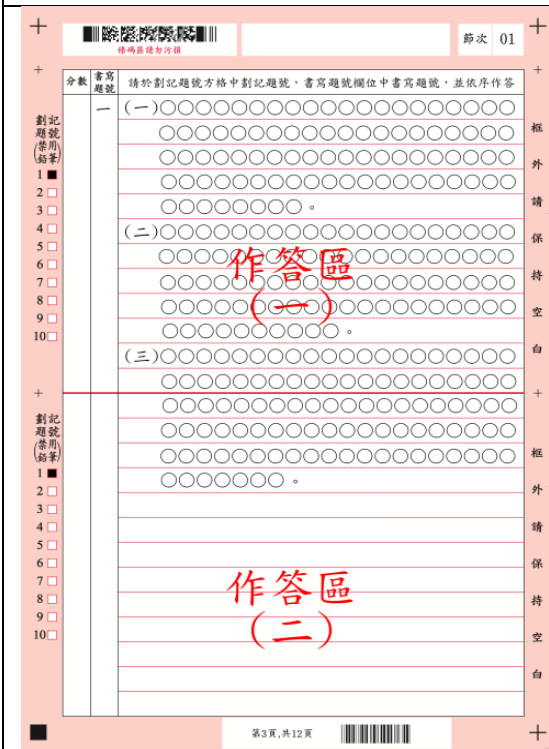 條碼區請勿污損
節次 01
分數 書寫題號 請於劃記題號方格中劃記題號，書寫題號欄位中書寫題號，並依序作答
劃記題號(禁用鉛筆)
1
2
3
4
5
6
7
8
9
10
一 (一)○○○○○○○○○○○○○○○○○○○○
○○○○○○○○○○○○○○○○○○○○
○○○○○○○○○○○○○○○○○○○○
○○○○○○○○○○○○○○○○○○○○
○○○○○○○○。
(二)○○○○○○○○○○○○○○○○○○○○
○○○○○○○○○○○○○○○○○○○○
○○○○○○○○○○○○○○○○○○○○
○○○○○○○○○○○○○○○○○○○○
○○○○○○○○○○。
作答區
(一)
(三)○○○○○○○○○○○○○○○○○○○○
○○○○○○○○○○○○○○○○○○○○
○○○○○○○○○○○○○○○○○○○○
○○○○○○○○○○○○○○○○○○○○
○○○○○○○○○○○○○○○○○○○○
○○○○○○○。
框外請保持空白
劃記題號(禁用鉛筆)
1
2
3
4
5
6
7
8
9
10
作答區
(二)
框外請保持空白
第3頁,共12頁